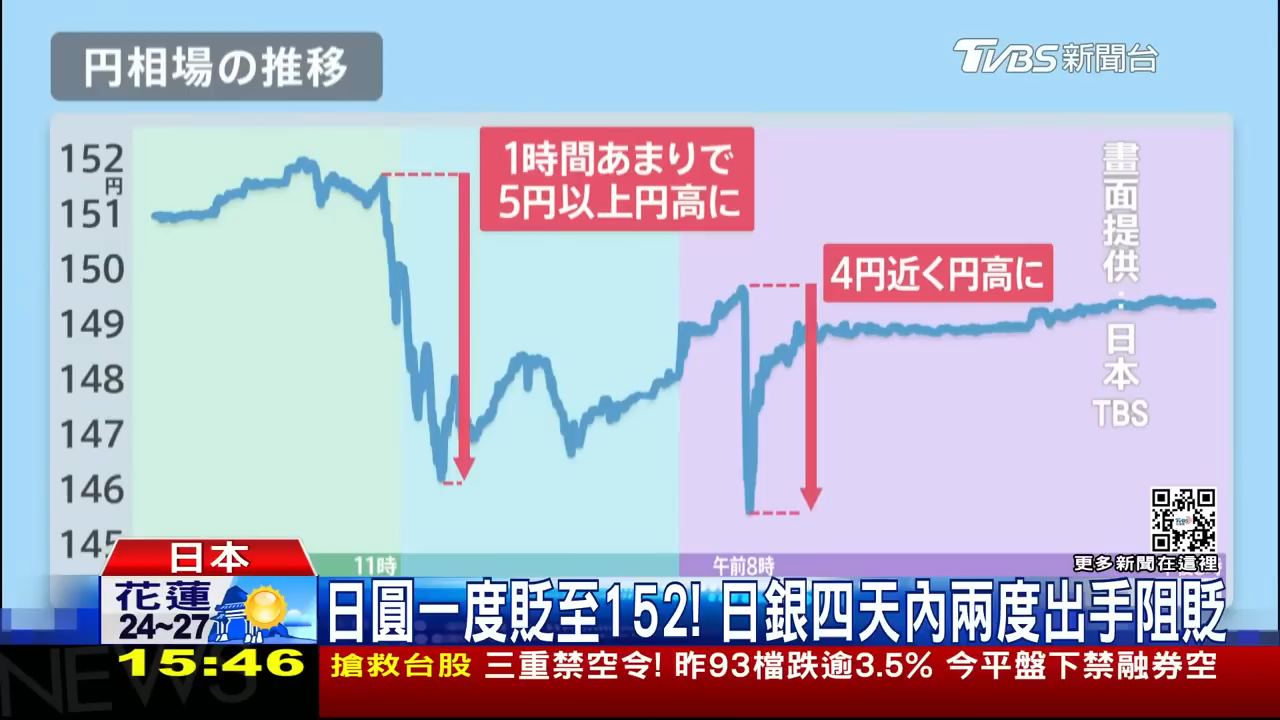 円相場の推移
TVBS新聞台
152
円
151
150
149
148
147
146
145
1時間あまりで
5円以上円高に
4円近く円高に
畫面提供:日本
TBS
11時
午前8時
更多新聞在這裡
日本
花蓮
24~27
日圓一度貶至152! 日銀四天內兩度出手阻貶
15:46
搶救台股 三重禁空令! 昨93檔跌逾3.5% 今平盤下禁融券空
NEWS